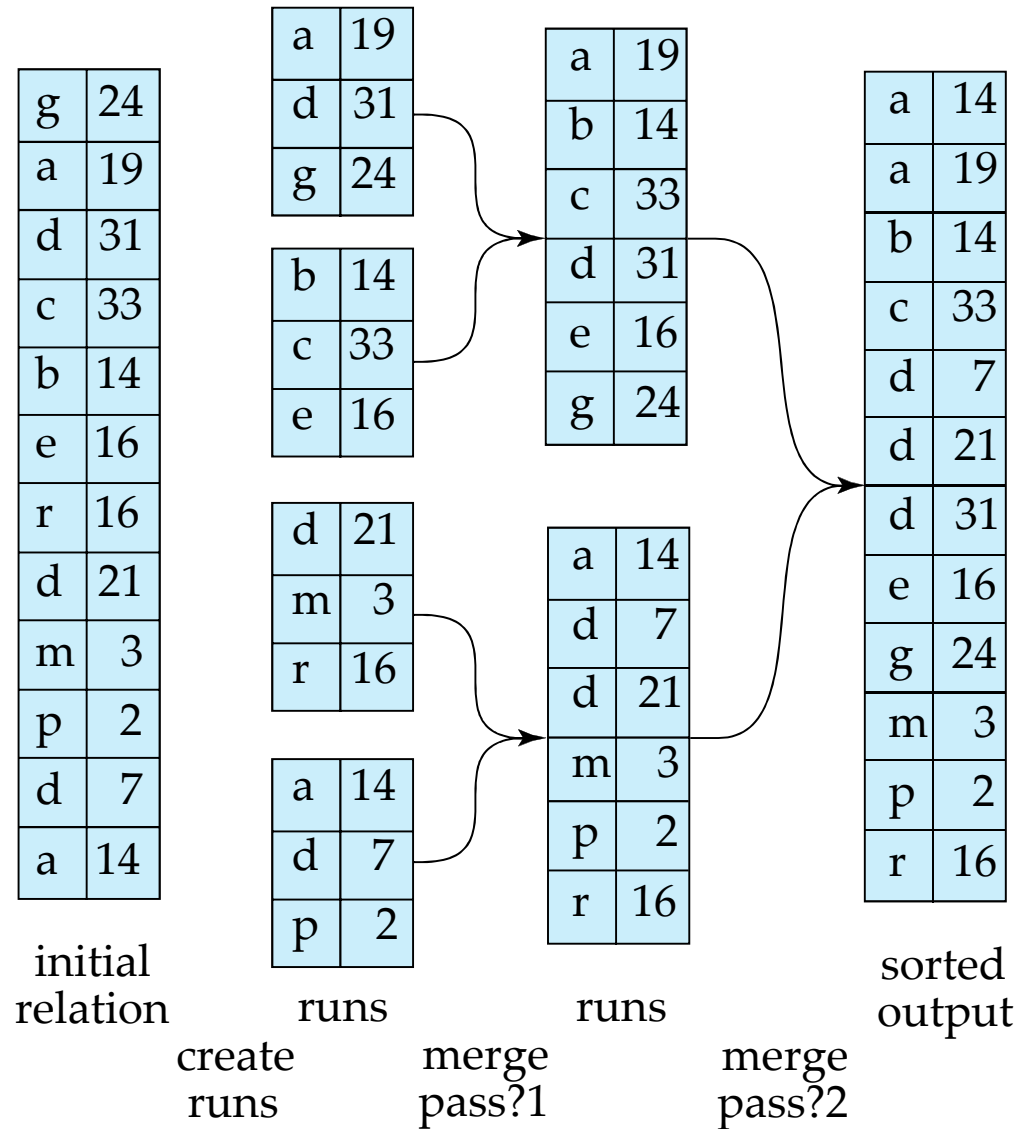 g 24
a 19
d 31
c 33
b 14
e 16
r 16
d 21
m 3
p 2
d 7
a 14
initial
relation
a 19
d 31
g 24
b 14
c 33
e 16
d 21
m 3
r 16
a 14
d 7
p 2
runs
create
runs
a 19
b 14
c 33
d 31
e 16
g 24
a 14
d 7
d 21
m 3
p 2
r 16
runs
merge
pass?1
a 14
a 19
b 14
c 33
d 7
d 21
d 31
e 16
g 24
m 3
p 2
r 16
sorted
output
merge
pass?2